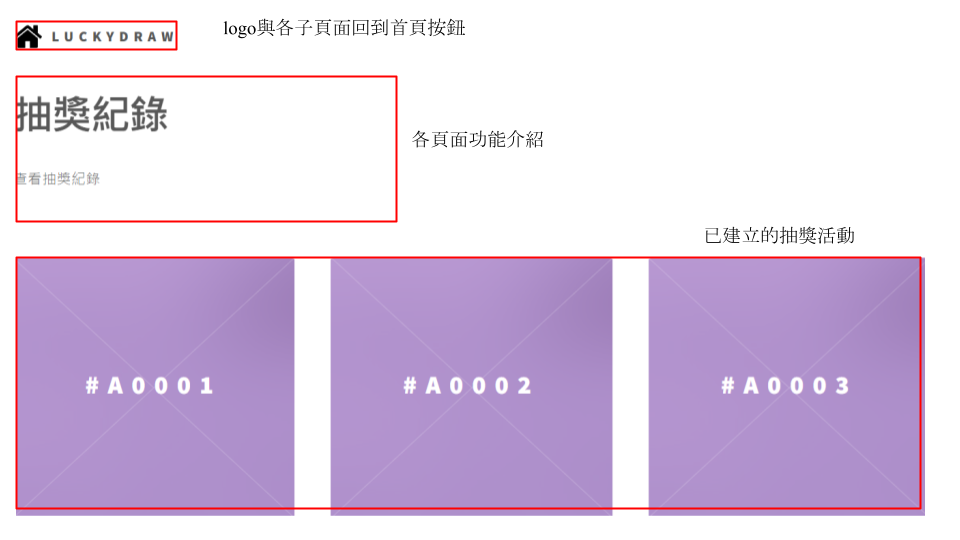 LUCKYDRAW
logo與各子頁面回到首頁按鈕
抽獎紀錄
各頁面功能介紹
查看抽獎紀錄
已建立的抽獎活動
#A0001
#A0002
#A0003